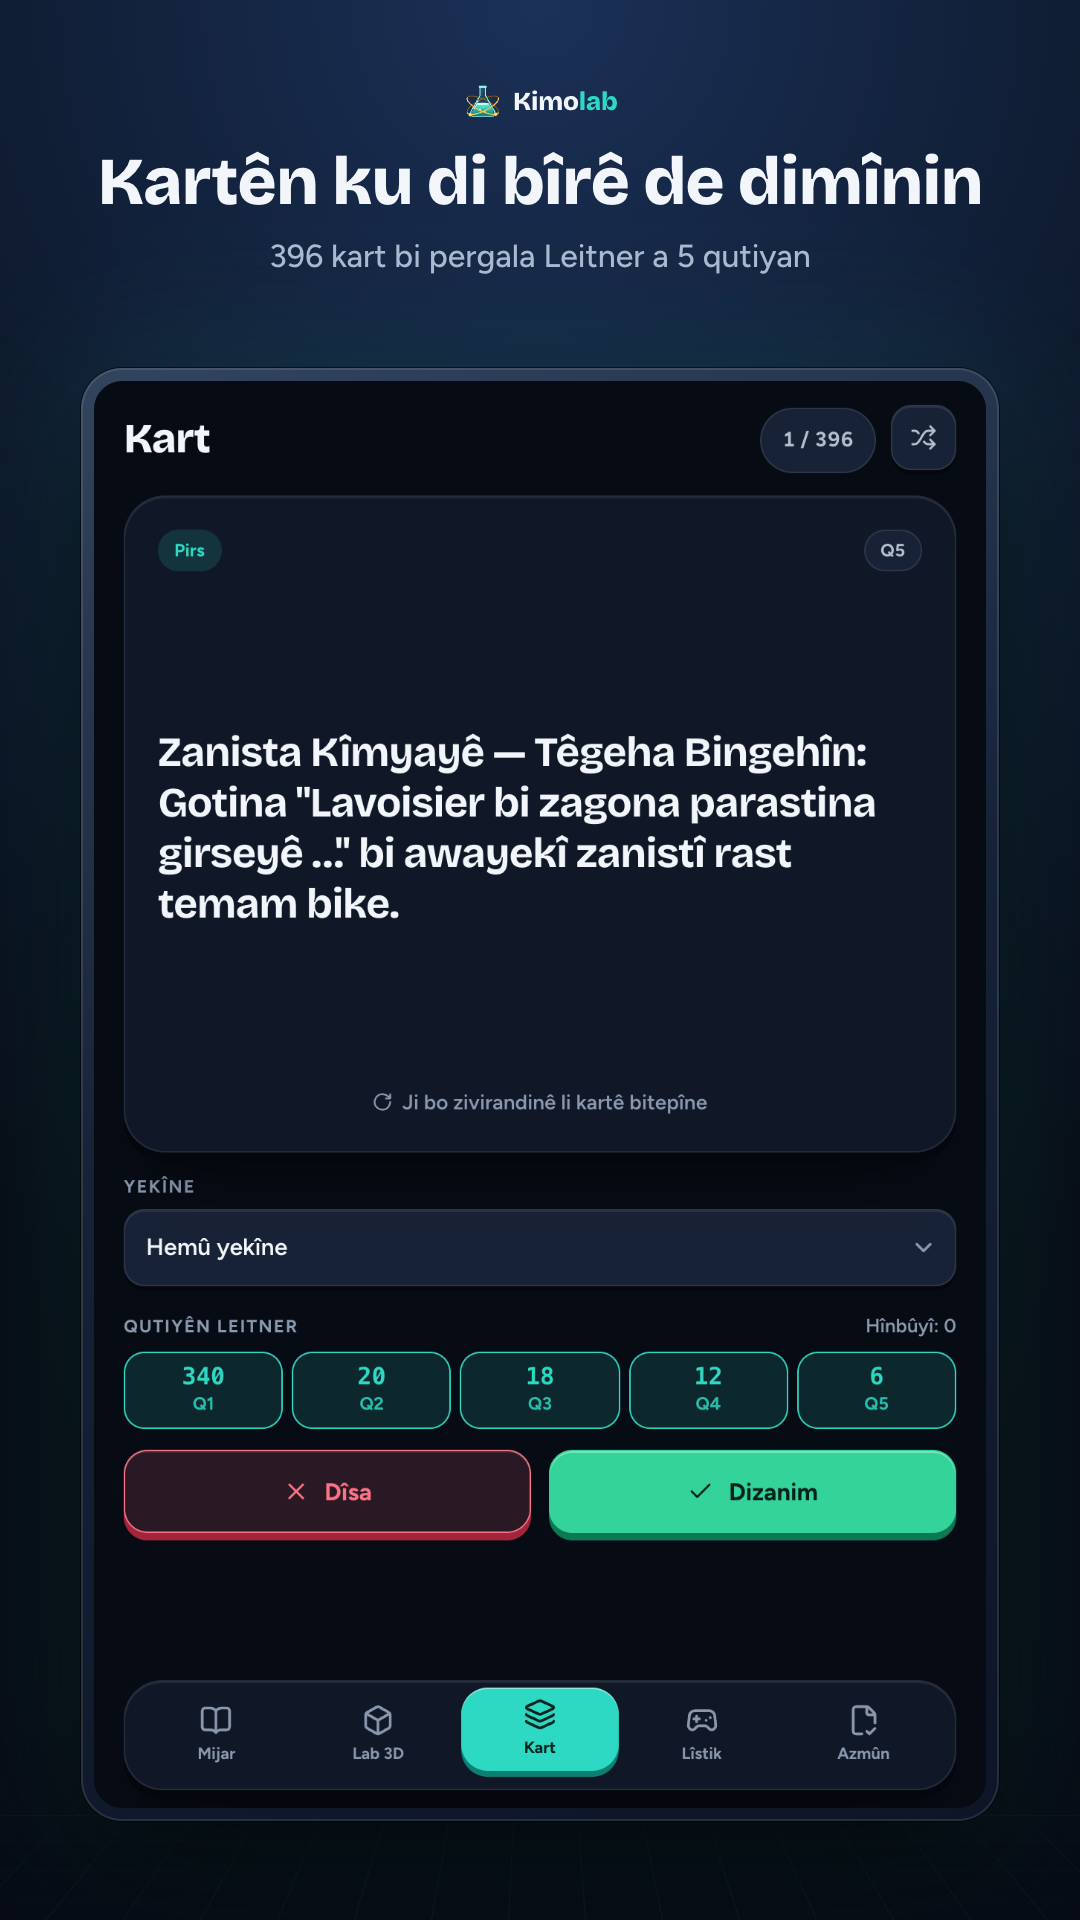 Kimolab
Kartên ku di bîrê de dimînin
396 kart bi pergala Leitner a 5 qutiyan
Kart
1 / 396
Pirs
Q5
Zanista Kîmyayê — Têgeha Bingehîn:
Gotina "Lavoisier bi zagona parastina
girseyê ..." bi awayekî zanistî rast
temam bike.
Ji bo zivirandinê li kartê bitepîne
YEKÎNE
Hemû yekîne
QUTIYÊN LEITNER
Hînbûyî: 0
340
Q1
20
Q2
18
Q3
12
Q4
6
Q5
Dîsa
Dizanim
Mijar
Lab 3D
Kart
Lîstik
Azmûn